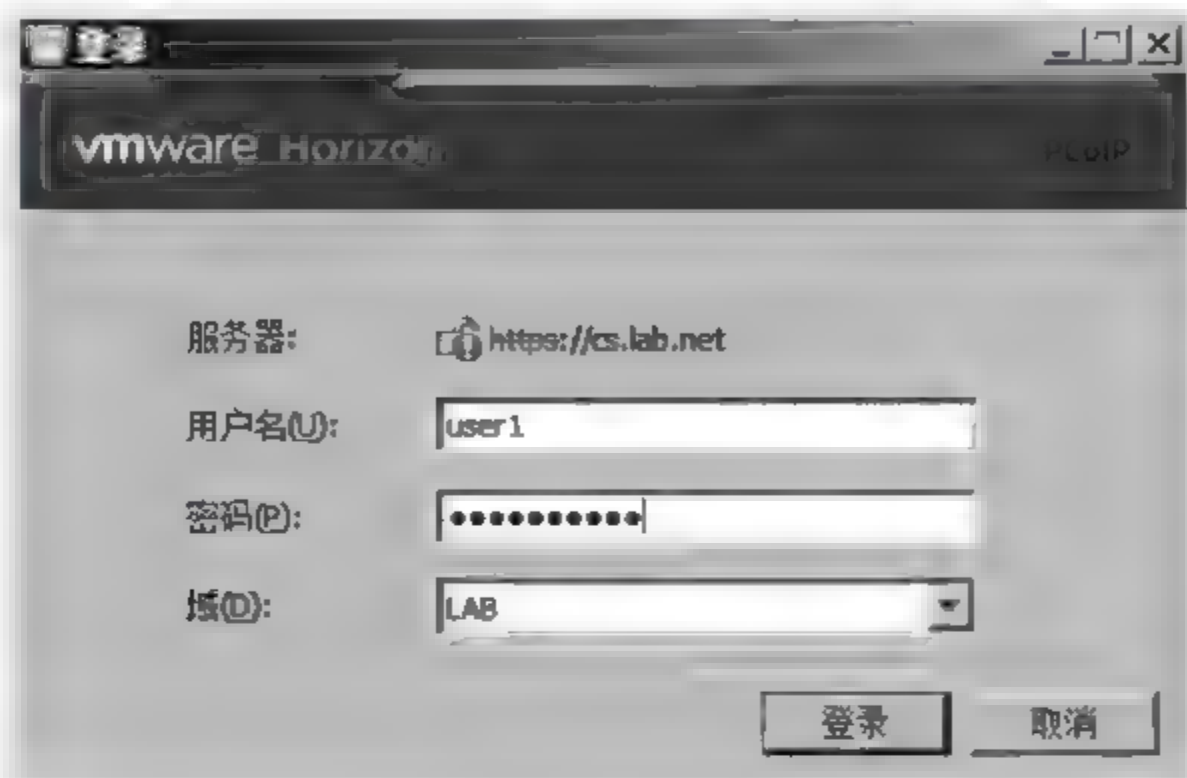 登录
vmware Horizon
PCoIP
服务器: https://cs.lab.net
用户名(U): user1
密码(P): ●●●●●●●●●●
域(D): LAB
登录 取消